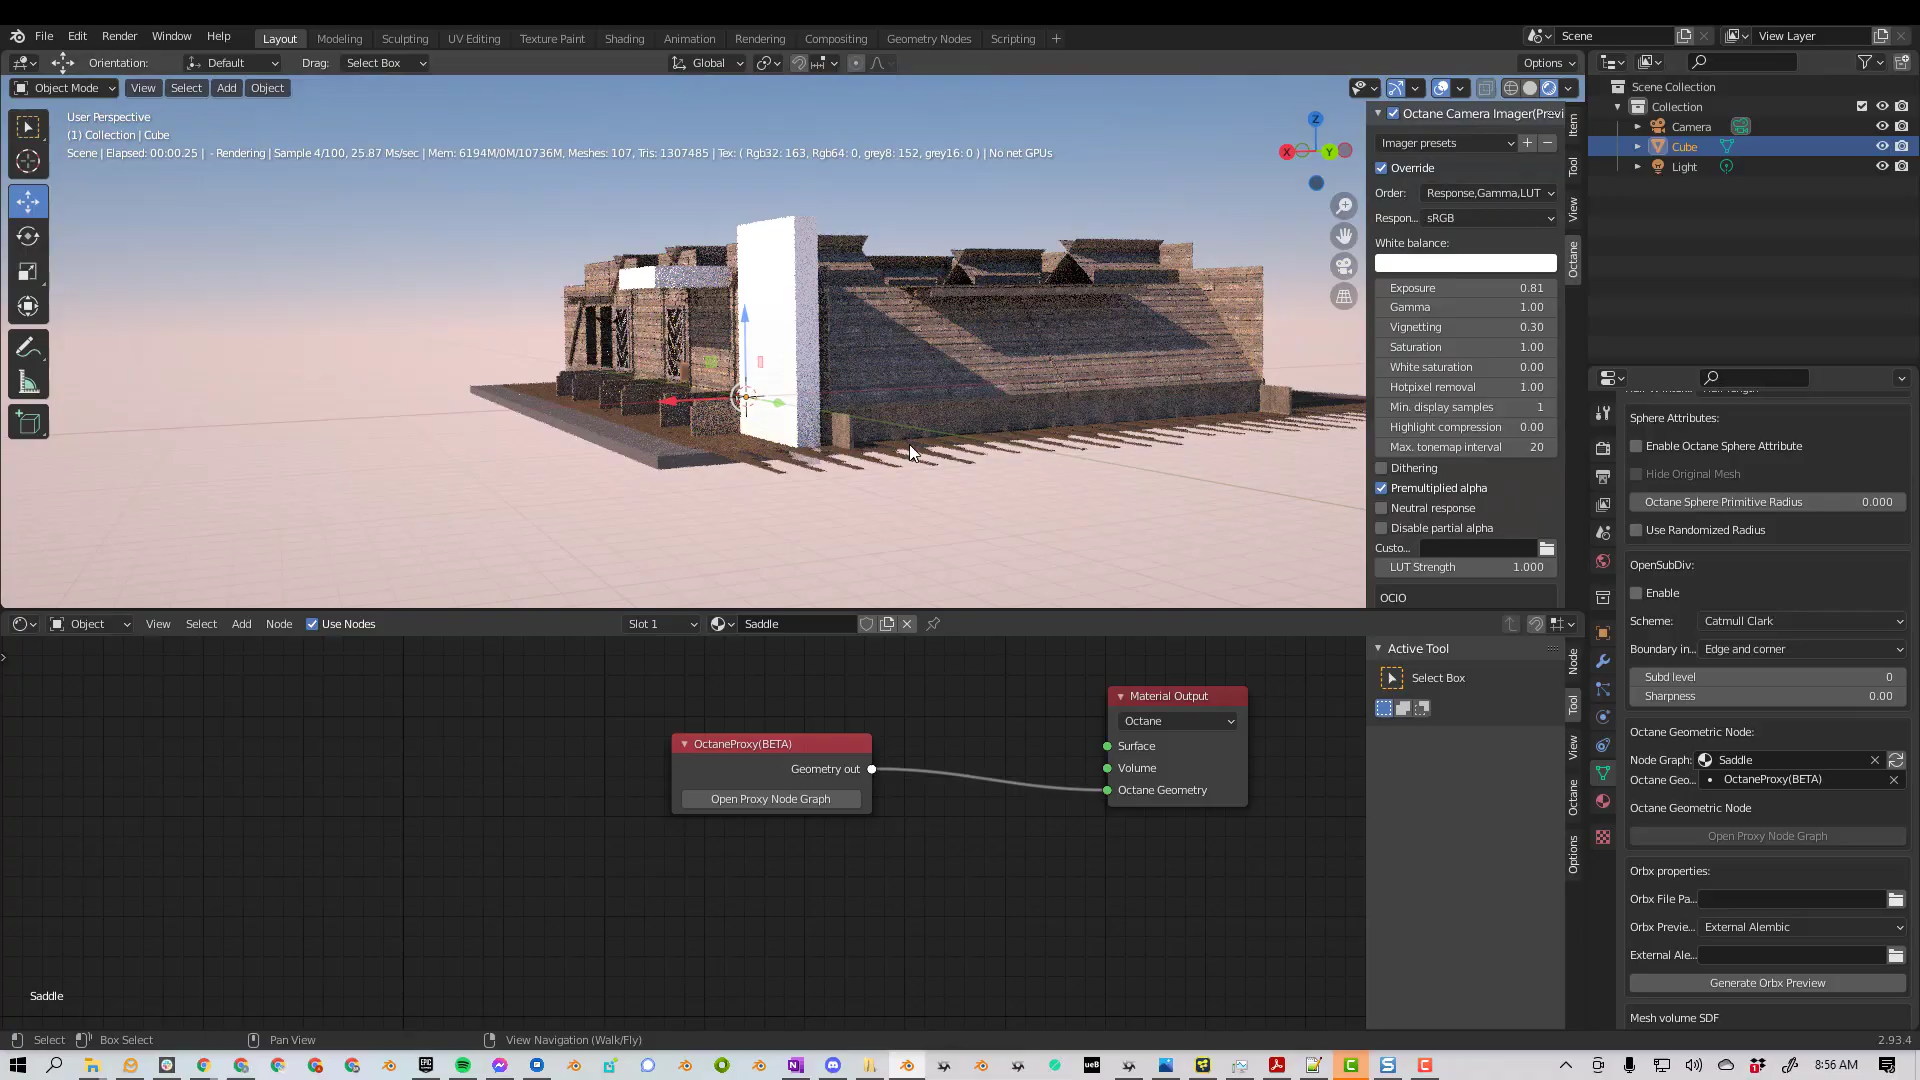 File Edit Render Window Help Layout Modeling Sculpting UV Editing Texture Paint Shading Animation Rendering Compositing Geometry Nodes Scripting + Scene View Layer
Orientation: Default Drag: Select Box Global Options
Object Mode View Select Add Object
User Perspective
(1) Collection | Cube
Scene | Elapsed: 00:00.25 | - Rendering | Sample 4/100, 25.87 Ms/sec | Mem: 6194M/0M/10736M, Meshes: 107, Tris: 1307485 | Tex: ( Rgb32: 163, Rgb64: 0, grey8: 152, grey16: 0 ) | No net GPUs
Z
X Y
Octane Camera Imager(Previ
Imager presets
Override
Order: Response,Gamma,LUT
Respon... sRGB
White balance:
Exposure 0.81
Gamma 1.00
Vignetting 0.30
Saturation 1.00
White saturation 0.00
Hotpixel removal 1.00
Min. display samples 1
Highlight compression 0.00
Max. tonemap interval 20
Dithering
Premultiplied alpha
Neutral response
Disable partial alpha
Custo...
LUT Strength 1.000
OCIO
Item
Tool
View
Octane
Scene Collection
Collection
Camera
Cube
Light
Sphere Attributes:
Enable Octane Sphere Attribute
Hide Original Mesh
Octane Sphere Primitive Radius 0.000
Use Randomized Radius
OpenSubDiv:
Enable
Scheme: Catmull Clark
Boundary in... Edge and corner
Subd level 0
Sharpness 0.00
Octane Geometric Node:
Node Graph: Saddle
Octane Geo... OctaneProxy(BETA)
Octane Geometric Node
Open Proxy Node Graph
Orbx properties:
Orbx File Pa...
Orbx Previe... External Alembic
External Ale...
Generate Orbx Preview
Mesh volume SDF
Object View Select Add Node Use Nodes Slot 1 Saddle
OctaneProxy(BETA)
Geometry out
Open Proxy Node Graph
Material Output
Octane
Surface
Volume
Octane Geometry
Active Tool
Select Box
Node
Tool
View
Octane
Options
Saddle
Select Box Select Pan View View Navigation (Walk/Fly) 2.93.4
8:56 AM